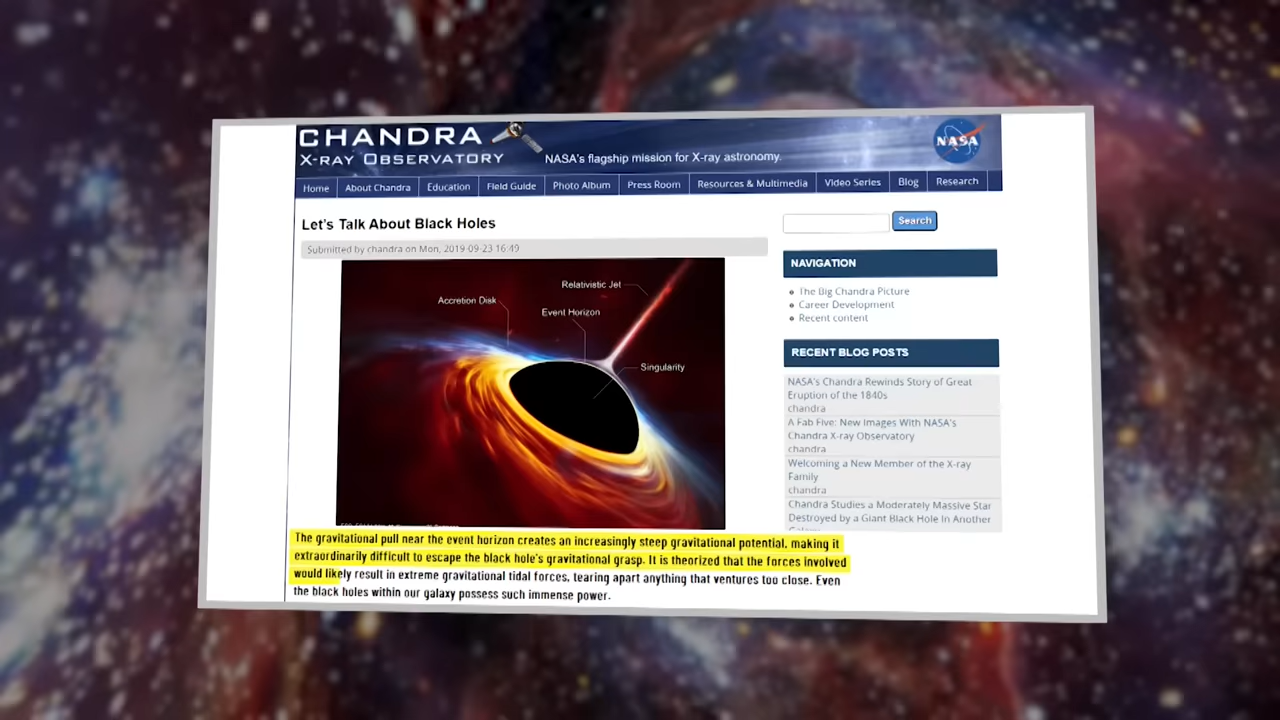 CHANDRA
X-RAY OBSERVATORY
NASA's flagship mission for X-ray astronomy.
NASA
Home About Chandra Education Field Guide Photo Album Press Room Resources & Multimedia Video Series Blog Research
Let's Talk About Black Holes
Submitted by chandra on Mon, 2019-09-23 16:49
Relativistic Jet
Accretion Disk
Event Horizon
Singularity
The gravitational pull near the event horizon creates an increasingly steep gravitational potential, making it
extraordinarily difficult to escape the black hole's gravitational grasp. It is theorized that the forces involved
would likely result in extreme gravitational tidal forces, tearing apart anything that ventures too close. Even
the black holes within our galaxy possess such immense power.
Search
NAVIGATION
The Big Chandra Picture
Career Development
Recent content
RECENT BLOG POSTS
NASA's Chandra Rewinds Story of Great
Eruption of the 1840s
chandra
A Fab Five: New Images With NASA's
Chandra X-ray Observatory
chandra
Welcoming a New Member of the X-ray
Family
chandra
Chandra Studies a Moderately Massive Star
Destroyed by a Giant Black Hole In Another